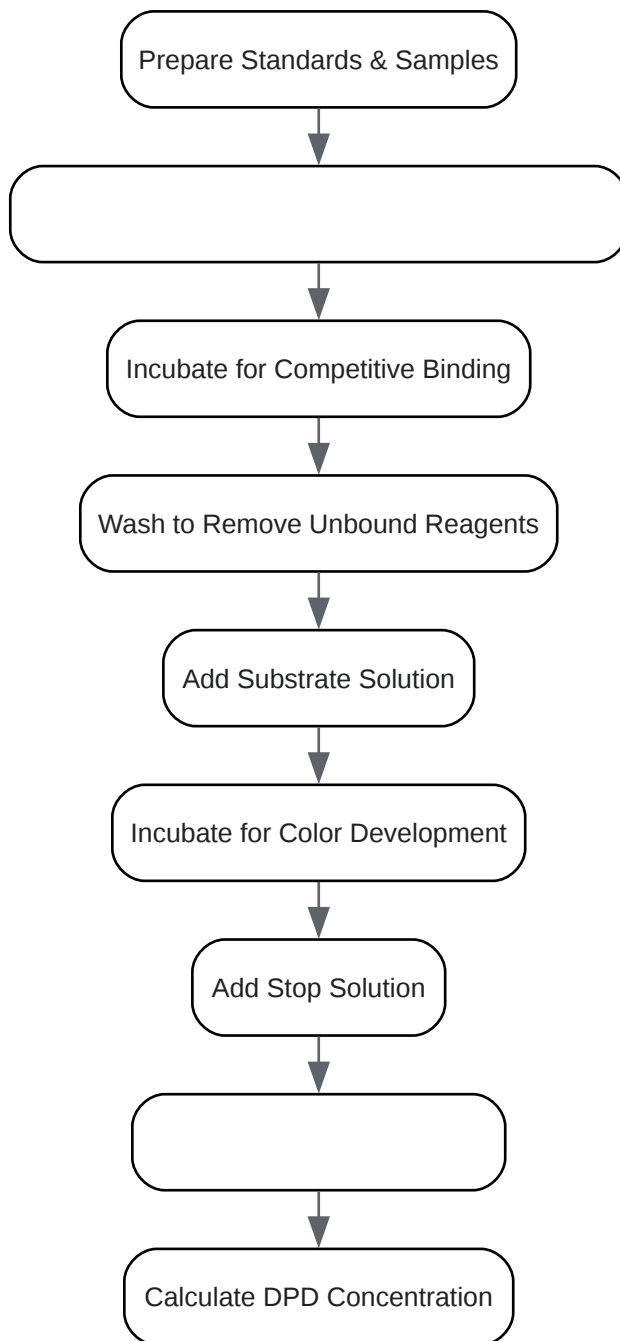 Prepare Standards & Samples
Incubate for Competitive Binding
Wash to Remove Unbound Reagents
Add Substrate Solution
Incubate for Color Development
Add Stop Solution
Calculate DPD Concentration